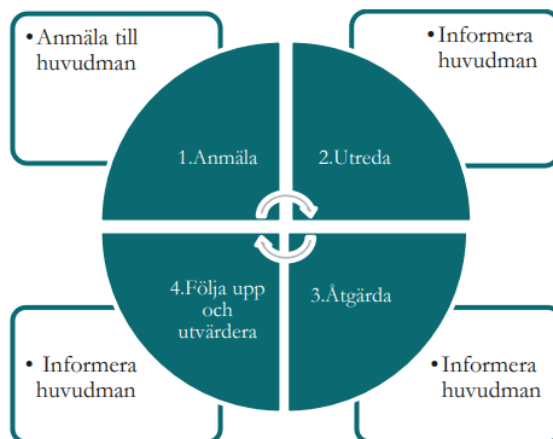 • Anmäla till
huvudman
• Informera
huvudman
1.Anmäla
2.Utreda
4.Följa upp
och
utvärdera
3.Åtgärda
• Informera
huvudman
• Informera
huvudman